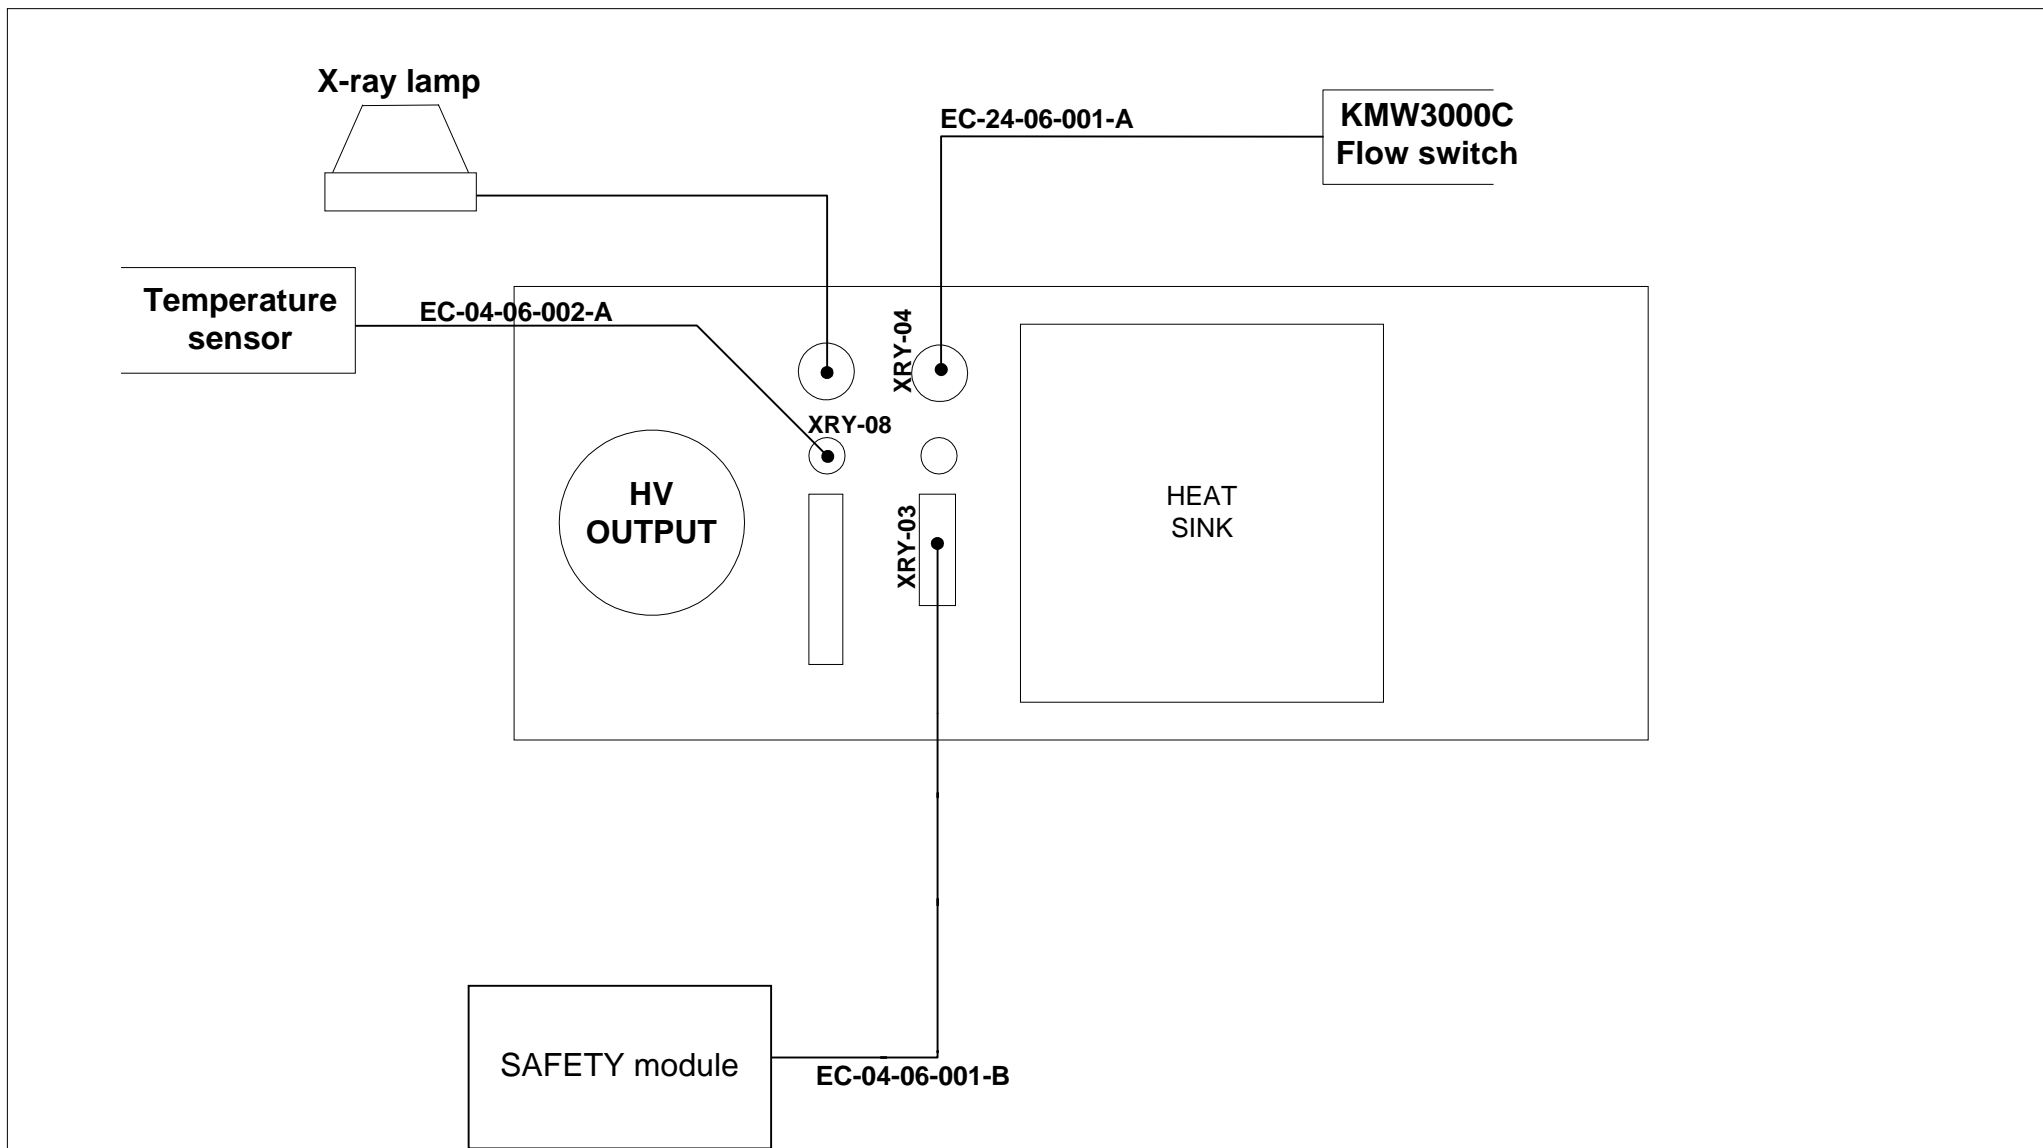 X-ray lamp
EC-24-06-001-A
KMW3000C
Flow switch
Temperature
sensor
EC-04-06-002-A
XRY-04
XRY-08
HV
OUTPUT
XRY-03
HEAT
SINK
SAFETY module
EC-04-06-001-B